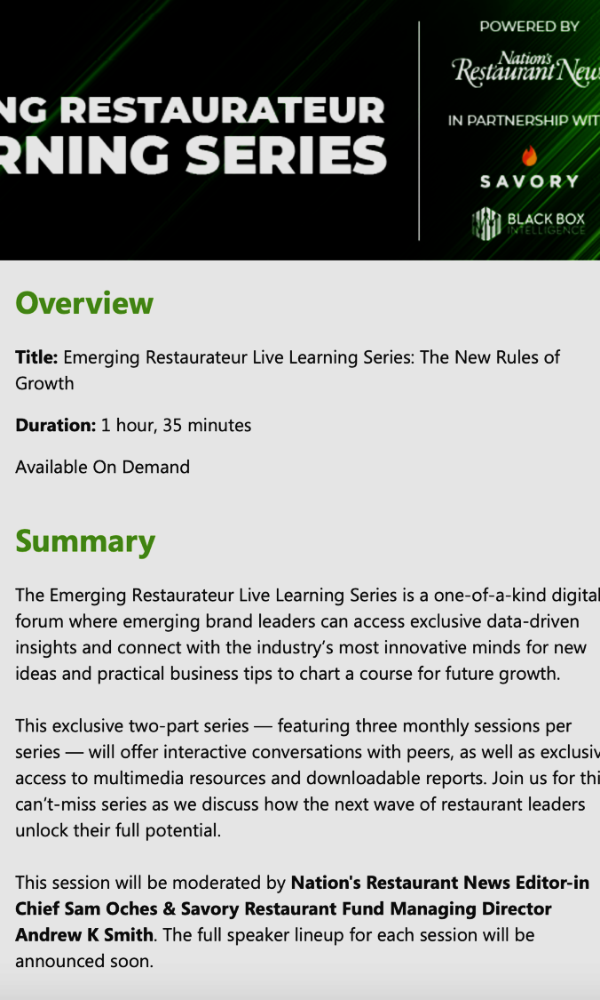 POWERED BY
Nation's
Restaurant New
NG RESTAURATEUR
RNING SERIES
IN PARTNERSHIP WIT
SAVORY
BLACK BOX
INTELLIGENCE
Overview
Title: Emerging Restaurateur Live Learning Series: The New Rules of
Growth
Duration: 1 hour, 35 minutes
Available On Demand
Summary
The Emerging Restaurateur Live Learning Series is a one-of-a-kind digital
forum where emerging brand leaders can access exclusive data-driven
insights and connect with the industry’s most innovative minds for new
ideas and practical business tips to chart a course for future growth.
This exclusive two-part series — featuring three monthly sessions per
series — will offer interactive conversations with peers, as well as exclusiv
access to multimedia resources and downloadable reports. Join us for thi
can’t-miss series as we discuss how the next wave of restaurant leaders
unlock their full potential.
This session will be moderated by Nation's Restaurant News Editor-in
Chief Sam Oches & Savory Restaurant Fund Managing Director
Andrew K Smith. The full speaker lineup for each session will be
announced soon.